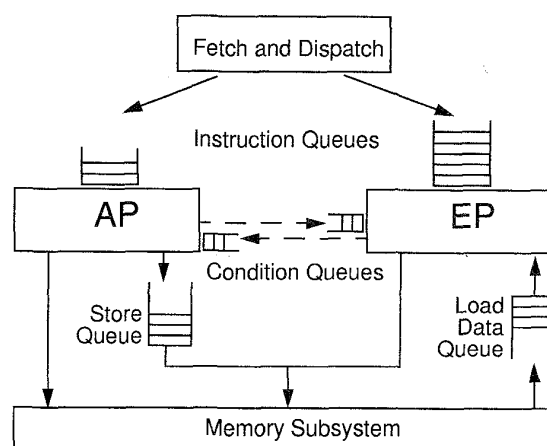 Fetch and Dispatch
Instruction Queues
AP
EP
Condition Queues
Store
Queue
Load
Data
Queue
Memory Subsystem